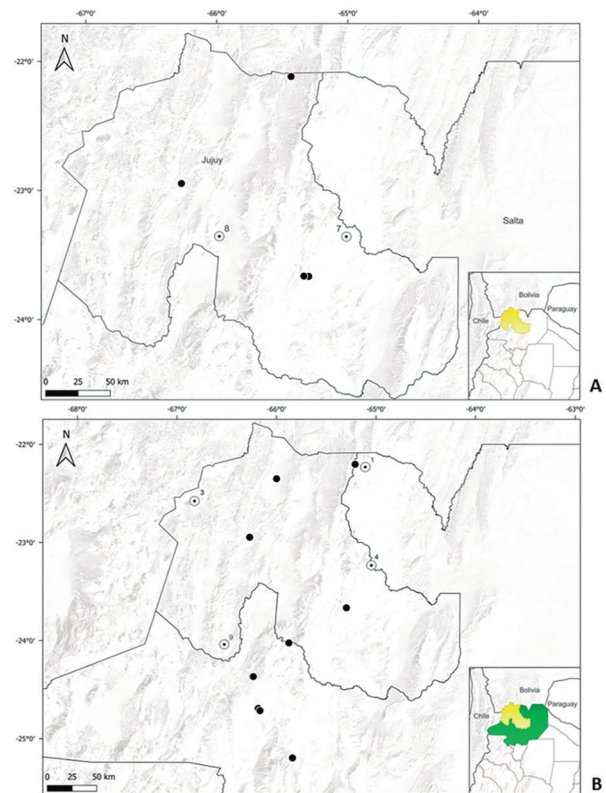 -67°0' -66°0' -65°0' -64°0'
N
-22°0'
Jujuy
-23°0'
8 7
Salta
Bolivia
Chile Paraguay
-24°0'
0 25 50 km
A
-68°0' -67°0' -66°0' -65°0' -64°0' -63°0'
N
-22°0'
1
3
-23°0'
4
-24°0'
9
Bolivia
Chile Paraguay
-25°0'
0 25 50 km
B